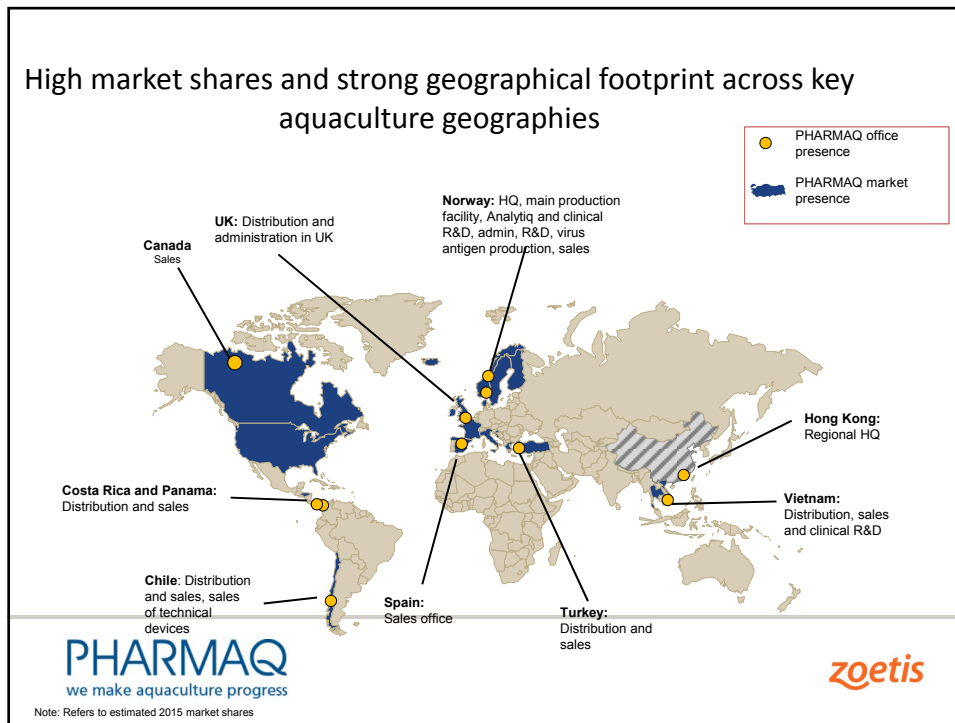 High market shares and strong geographical footprint across key
aquaculture geographies
PHARMAQ office
presence
PHARMAQ market
presence
Norway: HQ, main production
facility, Analytiq and clinical
R&D, admin, R&D, virus
antigen production, sales
UK: Distribution and
administration in UK
Canada
Sales
Hong Kong:
Regional HQ
Costa Rica and Panama:
Distribution and sales
Vietnam:
Distribution, sales
and clinical R&D
Chile: Distribution
and sales, sales
of technical
devices
Spain:
Sales office
Turkey:
Distribution and
sales
PHARMAQ
we make aquaculture progress
zoetis
Note: Refers to estimated 2015 market shares